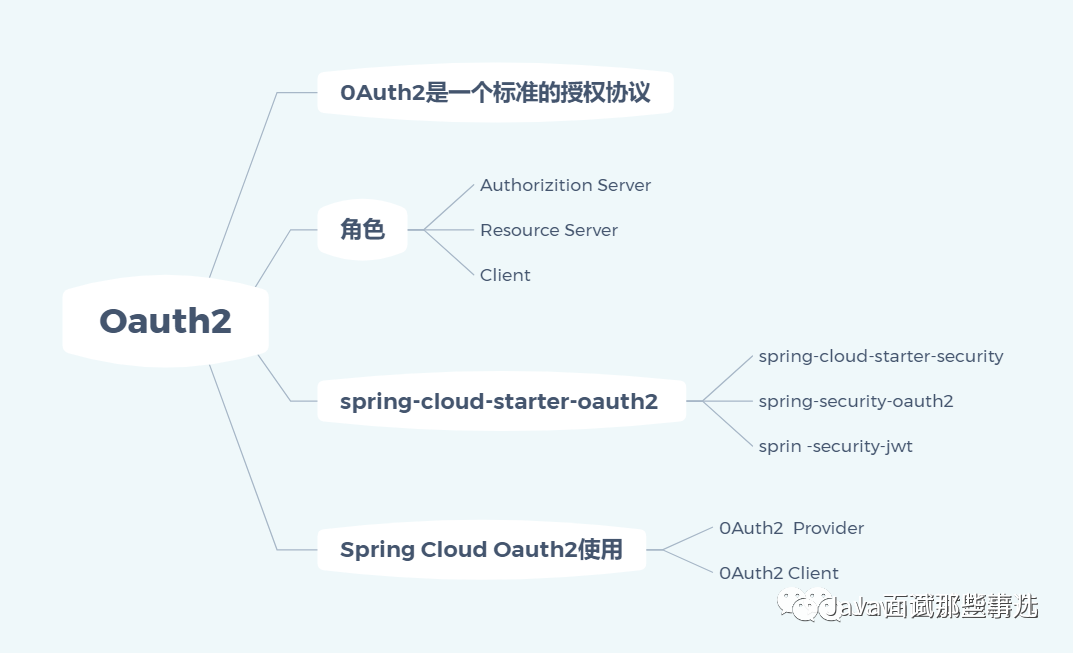 0Auth2是一个标准的授权协议
角色
Authorizition Server
Resource Server
Client
Oauth2
spring-cloud-starter-oauth2
spring-cloud-starter-security
spring-security-oauth2
sprin -security-jwt
Spring Cloud Oauth2使用
0Auth2  Provider
0Auth2 Client
Java面试那些事儿